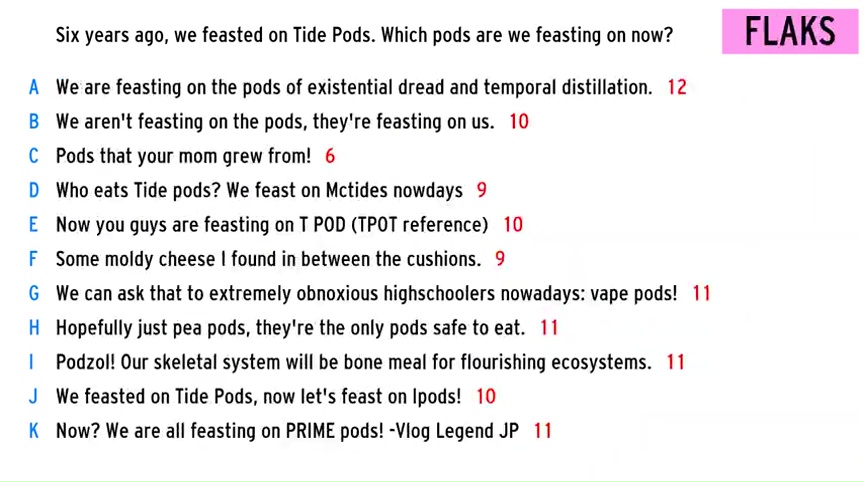 Six years ago, we feasted on Tide Pods. Which pods are we feasting on now?
FLAKS
A We are feasting on the pods of existential dread and temporal distillation. 12
B We aren't feasting on the pods, they're feasting on us. 10
C Pods that your mom grew from! 6
D Who eats Tide pods? We feast on Mctides nowdays 9
E Now you guys are feasting on T POD (TPOT reference) 10
F Some moldy cheese I found in between the cushions. 9
G We can ask that to extremely obnoxious highschoolers nowadays: vape pods! 11
H Hopefully just pea pods, they're the only pods safe to eat. 11
I Podzol! Our skeletal system will be bone meal for flourishing ecosystems. 11
J We feasted on Tide Pods, now let's feast on Ipods! 10
K Now? We are all feasting on PRIME pods! -Vlog Legend JP 11